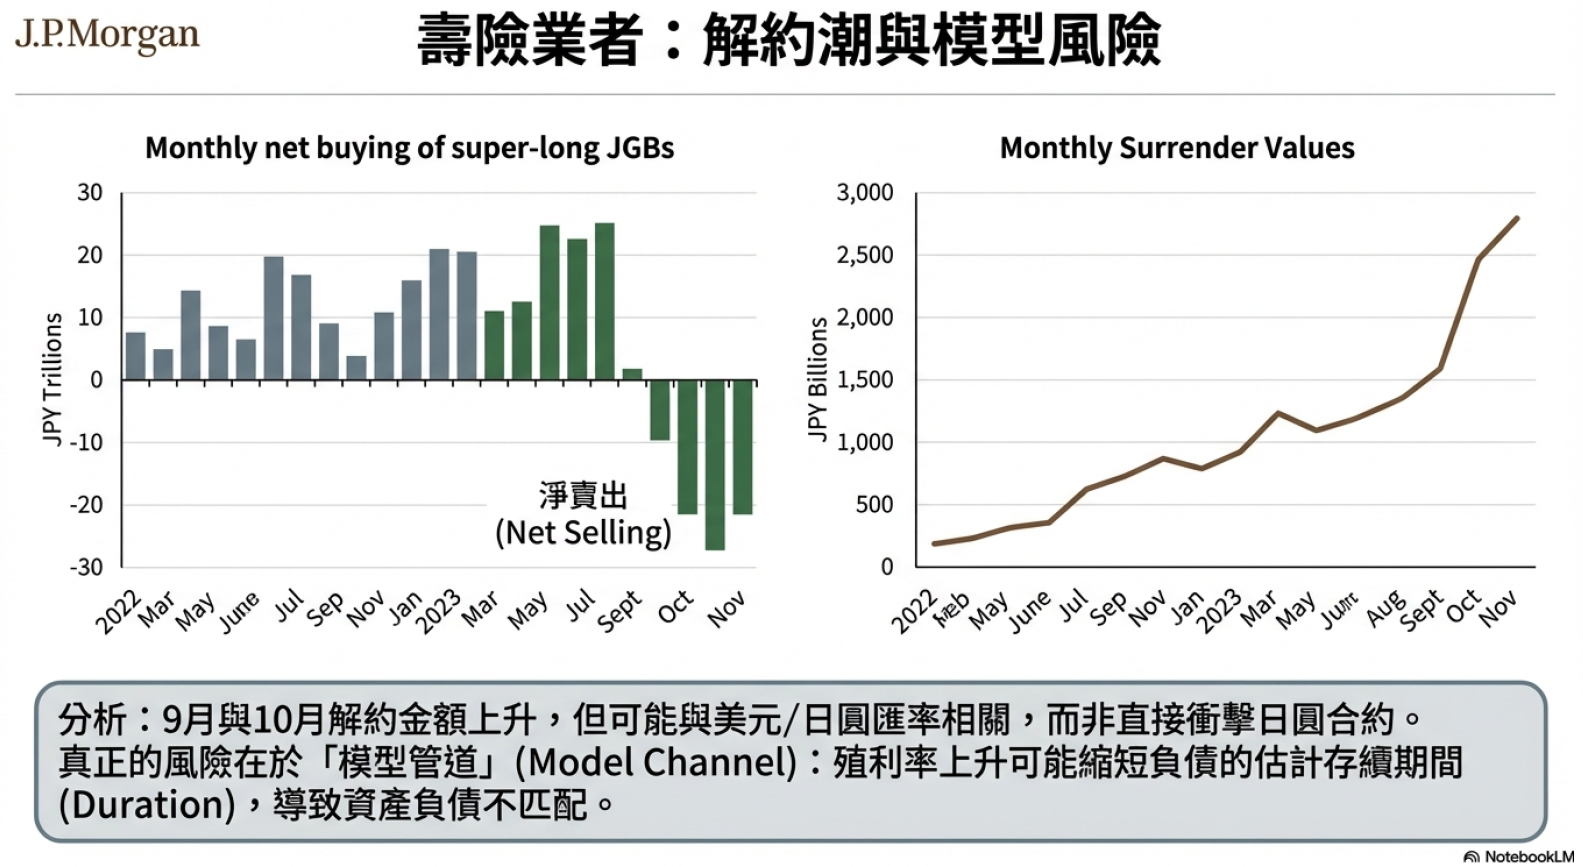 J.P.Morgan
壽險業者：解約潮與模型風險
Monthly net buying of super-long JGBs
30
20
10
0
-10
-20
-30
JPY Trillions
淨賣出
(Net Selling)
2022 Mar May June Jul Sep Nov Jan 2023 Mar May Jul Sept Oct Nov
Monthly Surrender Values
3,000
2,500
2,000
1,500
1,000
500
0
JPY Billions
2022 May June Jul Sep Nov Jan 2023 Mar May Aug Sept Oct Nov
分析：9月與10月解約金額上升，但可能與美元/日圓匯率相關，而非直接衝擊日圓合約。
真正的風險在於「模型管道」(Model Channel)：殖利率上升可能縮短負債的估計存續期間
(Duration)，導致資產負債不匹配。
NotebookLM